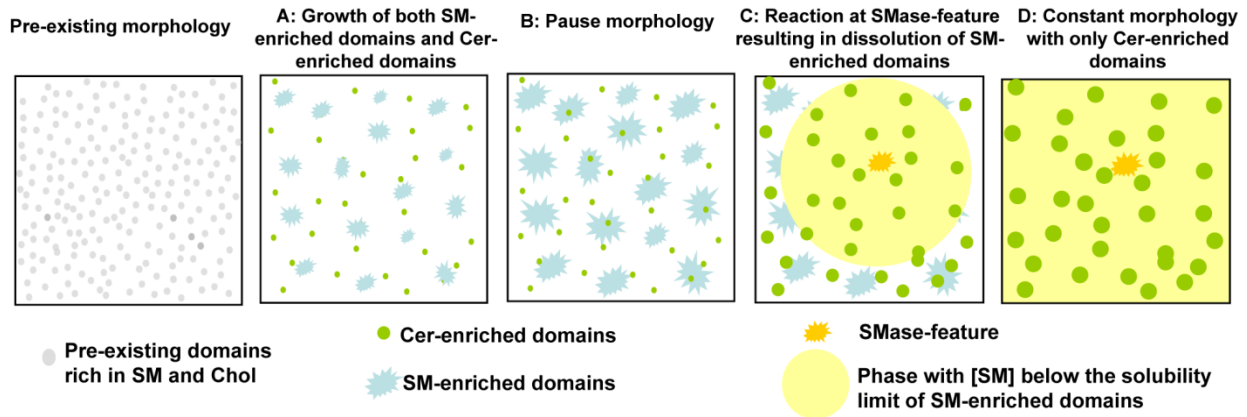 Pre-existing morphology
A: Growth of both SM-
enriched domains and Cer-
enriched domains
B: Pause morphology
C: Reaction at SMase-feature
resulting in dissolution of SM-
enriched domains
D: Constant morphology
with only Cer-enriched
domains
Pre-existing domains
rich in SM and Chol
Cer-enriched domains
SM-enriched domains
SMase-feature
Phase with [SM] below the solubility
limit of SM-enriched domains